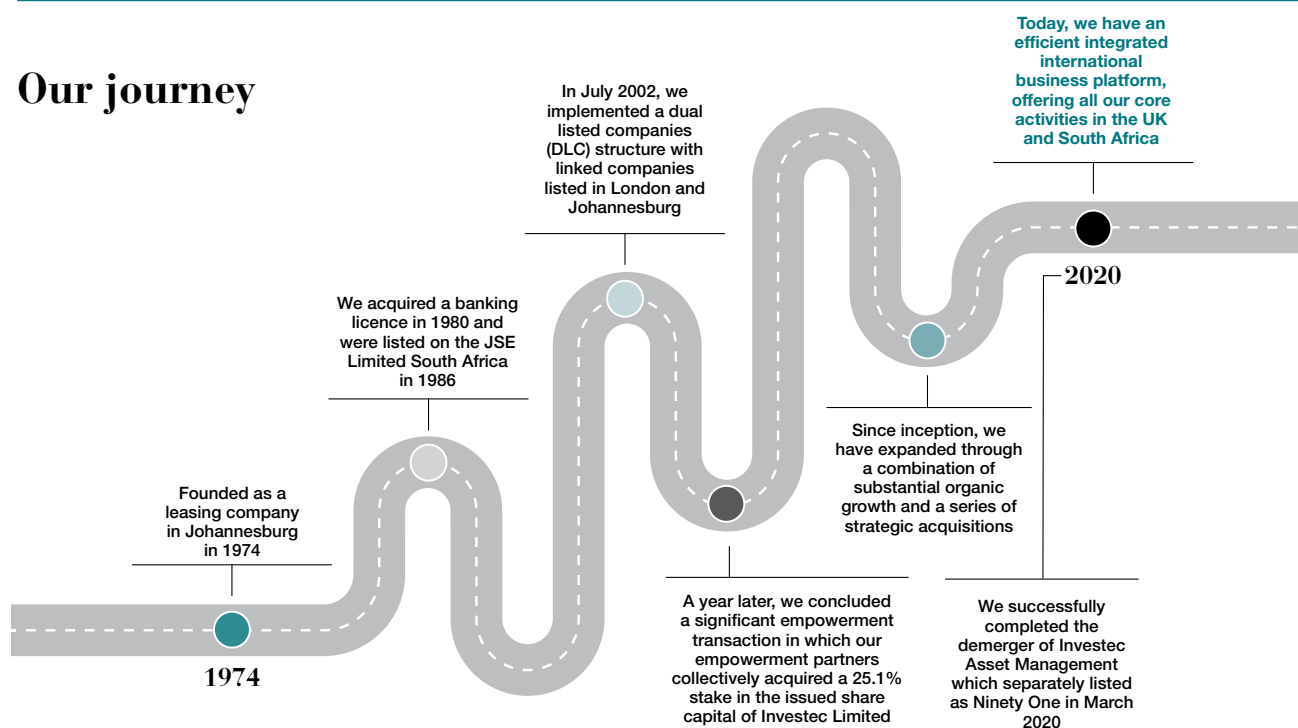 Our journey
Founded as a
leasing company
in Johannesburg
in 1974
1974
We acquired a banking
licence in 1980 and
were listed on the JSE
Limited South Africa
in 1986
In July 2002, we
implemented a dual
listed companies
(DLC) structure with
linked companies
listed in London and
Johannesburg
A year later, we concluded
a significant empowerment
transaction in which our
empowerment partners
collectively acquired a 25.1%
stake in the issued share
capital of Investec Limited
Since inception, we
have expanded through
a combination of
substantial organic
growth and a series of
strategic acquisitions
Today, we have an
efficient integrated
international
business platform,
offering all our core
activities in the UK
and South Africa
2020
We successfully
completed the
demerger of Investec
Asset Management
which separately listed
as Ninety One in March
2020